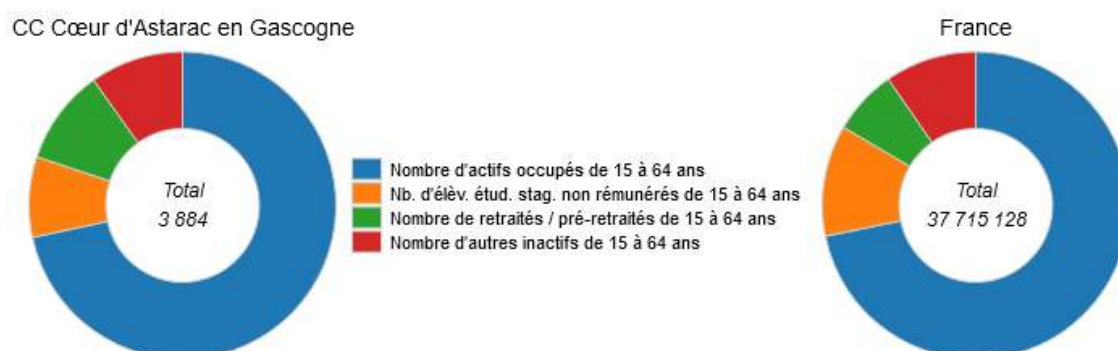 CC Cœur d'Astarac en Gascogne
Total
3 884
Nombre d'actifs occupés de 15 à 64 ans
Nb. d'élèv. étud. stag. non rémunérés de 15 à 64 ans
Nombre de retraités / pré-retraités de 15 à 64 ans
Nombre d'autres inactifs de 15 à 64 ans
France
Total
37 715 128